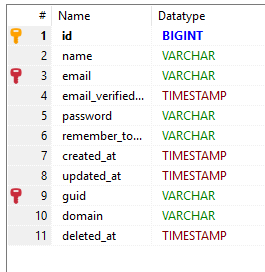 # Name Datatype
1 id BIGINT
2 name VARCHAR
3 email VARCHAR
4 email_verified... TIMESTAMP
5 password VARCHAR
6 remember_to... VARCHAR
7 created_at TIMESTAMP
8 updated_at TIMESTAMP
9 guid VARCHAR
10 domain VARCHAR
11 deleted_at TIMESTAMP